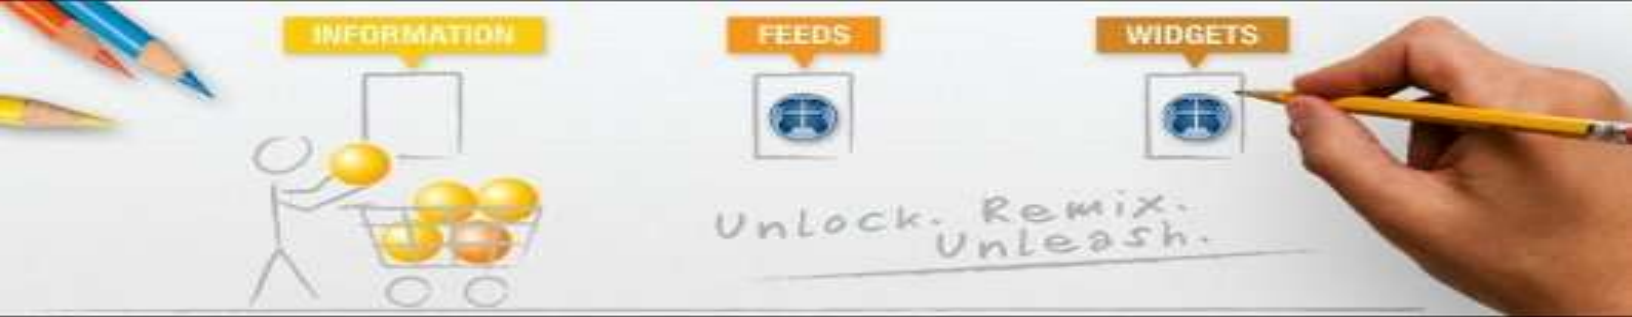 INFORMATION
FEEDS
WIDGETS
Unlock. Remix.
Unleash.